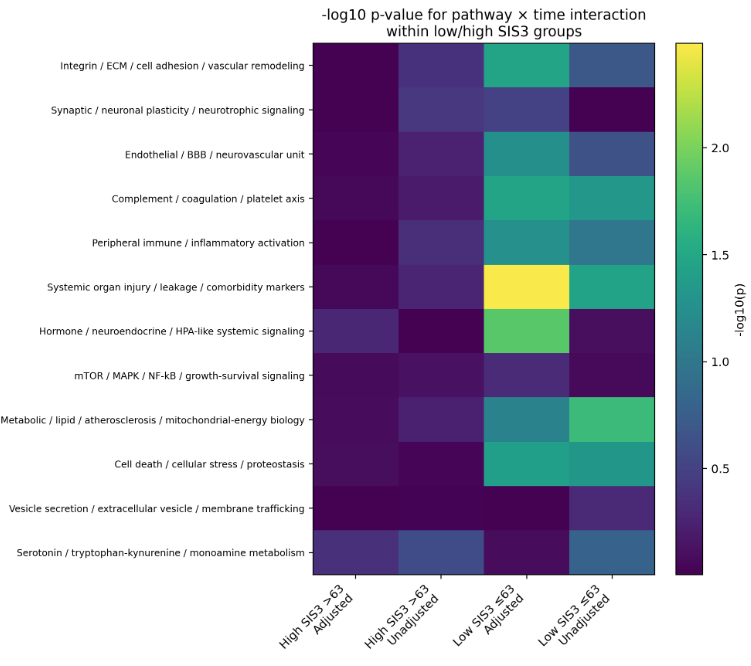 -log10 p-value for pathway × time interaction
within low/high SIS3 groups
Integrin / ECM / cell adhesion / vascular remodeling
Synaptic / neuronal plasticity / neurotrophic signaling
Endothelial / BBB / neurovascular unit
Complement / coagulation / platelet axis
Peripheral immune / inflammatory activation
Systemic organ injury / leakage / comorbidity markers
Hormone / neuroendocrine / HPA-like systemic signaling
mTOR / MAPK / NF-kB / growth-survival signaling
Metabolic / lipid / atherosclerosis / mitochondrial-energy biology
Cell death / cellular stress / proteostasis
Vesicle secretion / extracellular vesicle / membrane trafficking
Serotonin / tryptophan-kynurenine / monoamine metabolism
High SIS3 >63
Adjusted
High SIS3 >63
Unadjusted
Low SIS3 ≤63
Adjusted
Low SIS3 ≤63
Unadjusted
2.0
1.5
1.0
0.5
-log10(p)